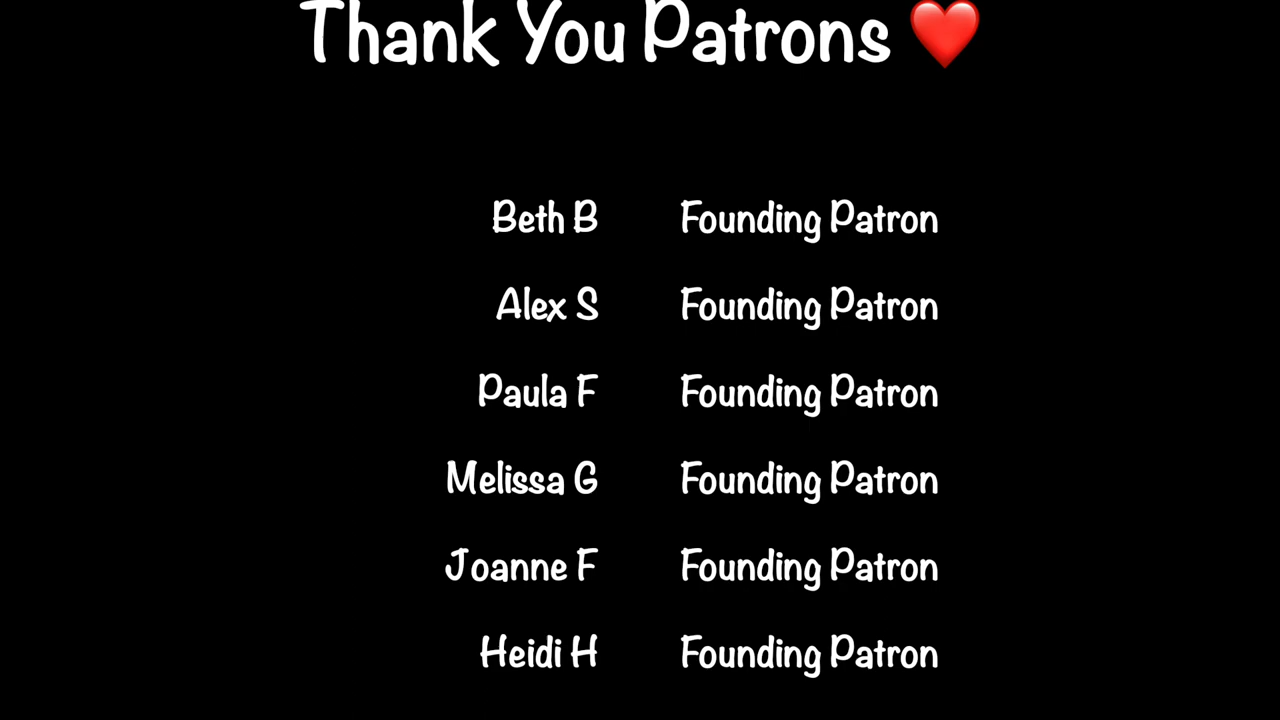 Thank You Patrons ❤️
Beth B Founding Patron
Alex S Founding Patron
Paula F Founding Patron
Melissa G Founding Patron
Joanne F Founding Patron
Heidi H Founding Patron